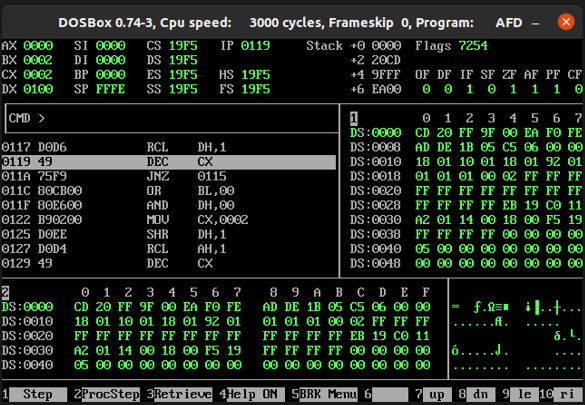 DOSBox 0.74-3, Cpu speed: 3000 cycles, Frameskip 0, Program: AFD
AX 0000 SI 0000 CS 19F5 IP 0119 Stack +0 0000 Flags 7254
BX 0002 DI 0000 DS 19F5 +2 20CD
CX 0002 BP 0000 ES 19F5 HS 19F5 +4 9FFF OF DF IF SF ZF AF PF CF
DX 0100 SP FFFE SS 19F5 FS 19F5 +6 EA00 0 0 1 0 1 1 1 0
CMD >
1 0 1 2 3 4 5 6 7
DS:0000 CD 20 FF 9F 00 EA F0 FE
DS:0008 AD DE 1B 05 C5 06 00 00
DS:0010 18 01 10 01 18 01 92 01
DS:0018 01 01 01 00 02 FF FF FF
DS:0020 FF FF FF FF FF FF FF FF
DS:0028 FF FF FF FF EB 19 C0 11
DS:0030 A2 01 14 00 18 00 F5 19
DS:0038 FF FF FF FF 00 00 00 00
DS:0040 05 00 00 00 00 00 00 00
DS:0048 00 00 00 00 00 00 00 00
0117 D0D6 RCL DH,1
0119 49 DEC CX
011A 75F9 JNZ 0115
011C 80CB00 OR BL,00
011F 80E600 AND DH,00
0122 B90200 MOV CX,0002
0125 D0EE SHR DH,1
0127 D0D4 RCL AH,1
0129 49 DEC CX
2 0 1 2 3 4 5 6 7 8 9 A B C D E F
DS:0000 CD 20 FF 9F 00 EA F0 FE AD DE 1B 05 C5 06 00 00
DS:0010 18 01 10 01 18 01 92 01 01 01 01 00 02 FF FF FF
DS:0020 FF FF FF FF FF FF FF FF FF FF FF FF EB 19 C0 11
DS:0030 A2 01 14 00 18 00 F5 19 FF FF FF FF 00 00 00 00
DS:0040 05 00 00 00 00 00 00 00 00 00 00 00 00 00 00 00
1 Step 2 ProcStep 3 Retrieve 4 Help ON 5 BRK Menu 6 7 up 8 dn 9 le 10 ri